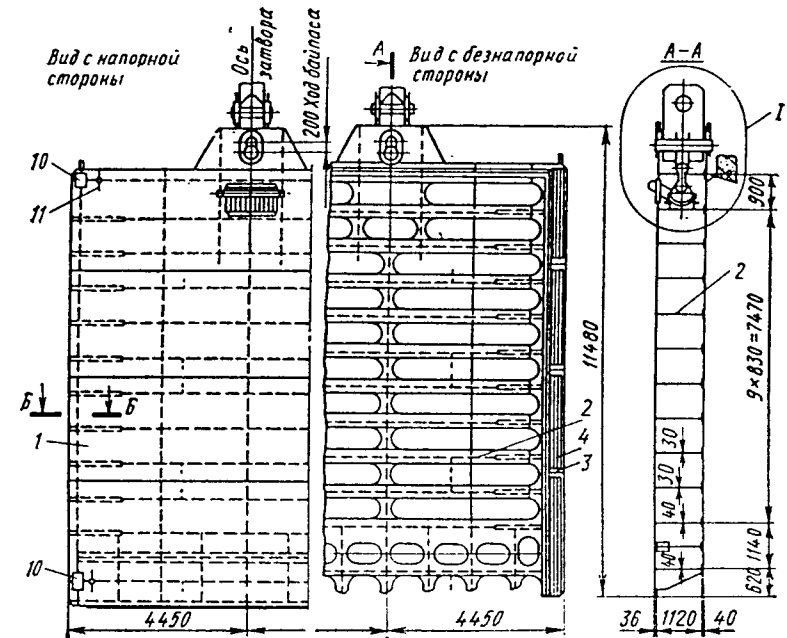 Вид с напорной
стороны
Ось
затвора
200 Ход байпаса
А
Вид с безнапорной
стороны
А-А
I
10
11
900
2
11480
9×830=7470
Б
Б
1
2
4
3
30
30
40
40
1140
620
10
4450
4450
36
1120
40